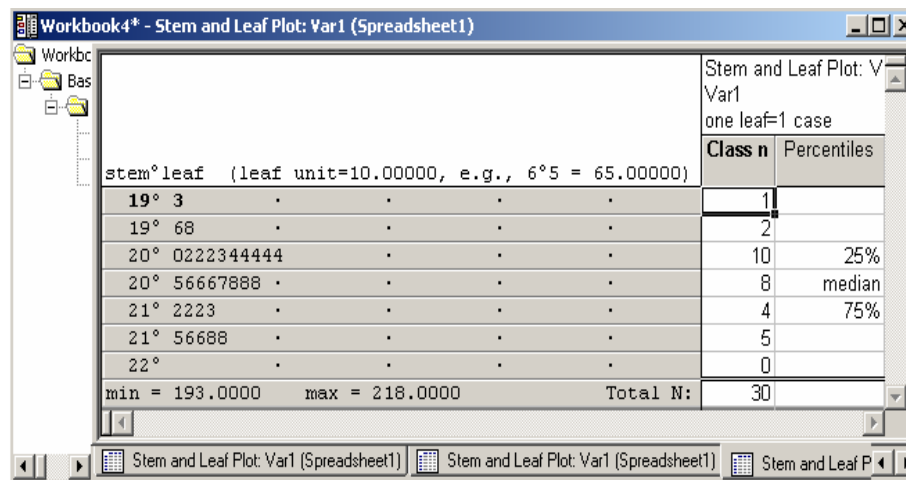 Workbook4* - Stem and Leaf Plot: Var1 (Spreadsheet1)
Workbc
Bas
Stem and Leaf Plot: V
Var1
one leaf=1 case
stem°leaf (leaf unit=10.00000, e.g., 6°5 = 65.00000) Class n Percentiles
19° 3 · · · · 1
19° 68 · · · · 2
20° 0222344444 · · · 10 25%
20° 56667888 · · · · 8 median
21° 2223 · · · · 4 75%
21° 56688 · · · · 5
22° · · · · 0
min = 193.0000 max = 218.0000 Total N: 30
Stem and Leaf Plot: Var1 (Spreadsheet1) Stem and Leaf Plot: Var1 (Spreadsheet1) Stem and Leaf P